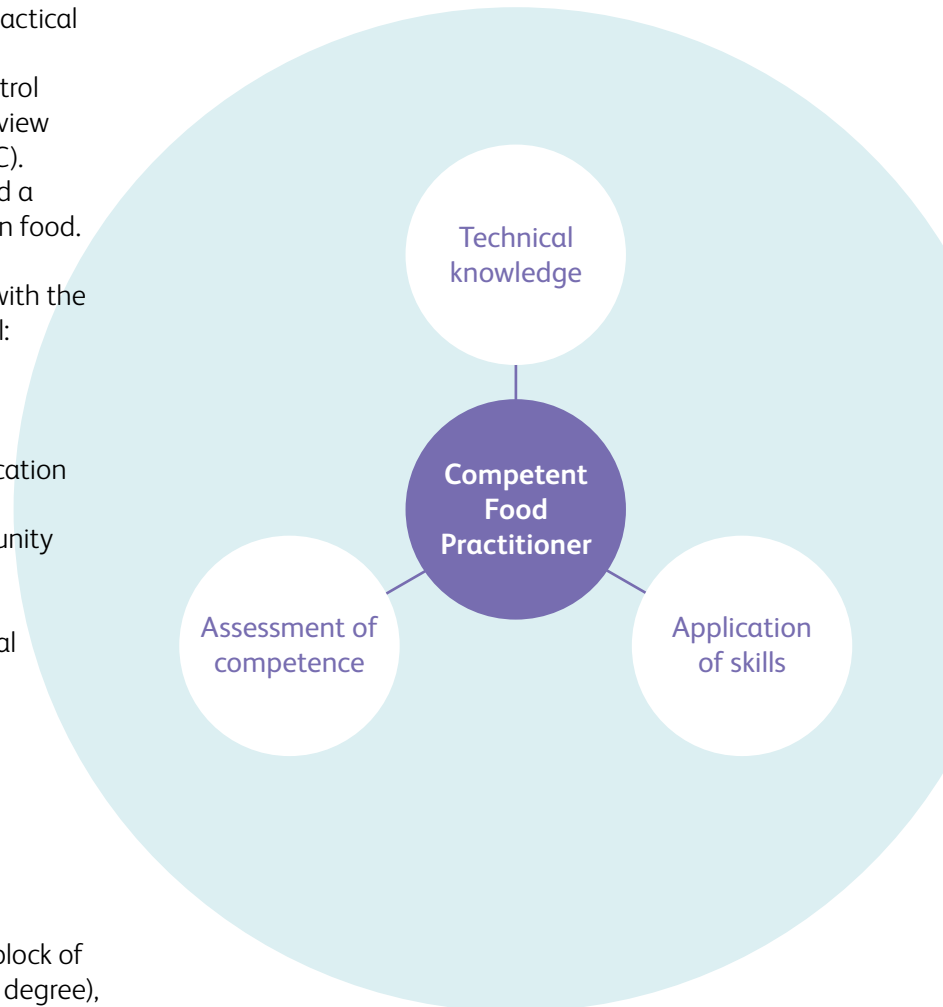 actical
trol
view
C).
d a
n food.
with the
l:
cation
unity
al
block of
degree),
Technical
knowledge
Competent
Food
Practitioner
Assessment of
competence
Application
of skills